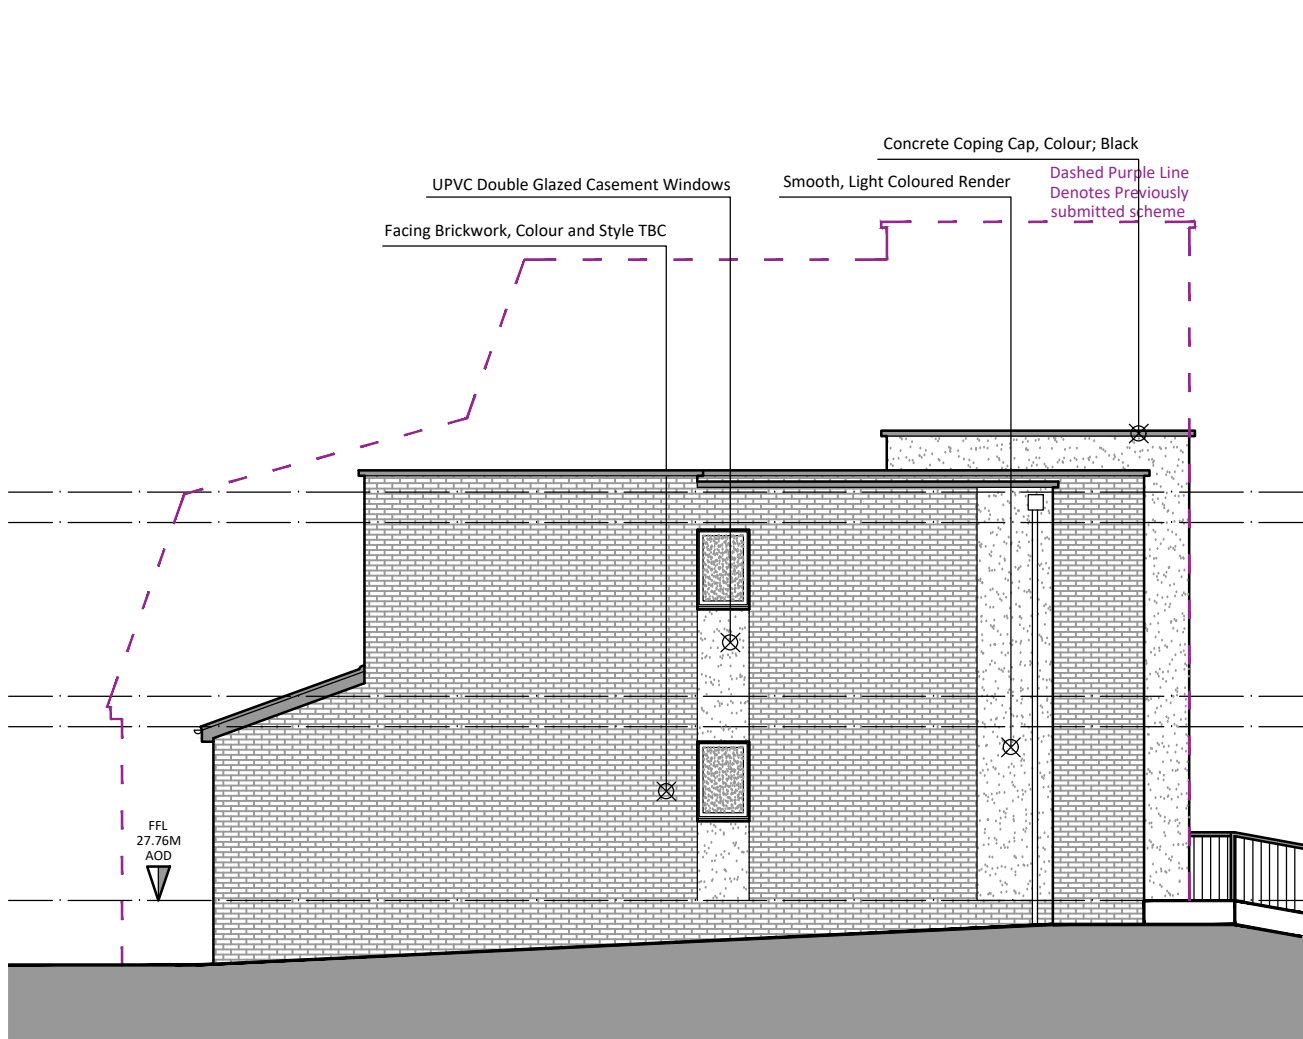 Concrete Coping Cap, Colour; Black
Dashed Purple Line
Denotes Previously
submitted scheme
UPVC Double Glazed Casement Windows
Smooth, Light Coloured Render
Facing Brickwork, Colour and Style TBC
FFL
27.76M
AOD